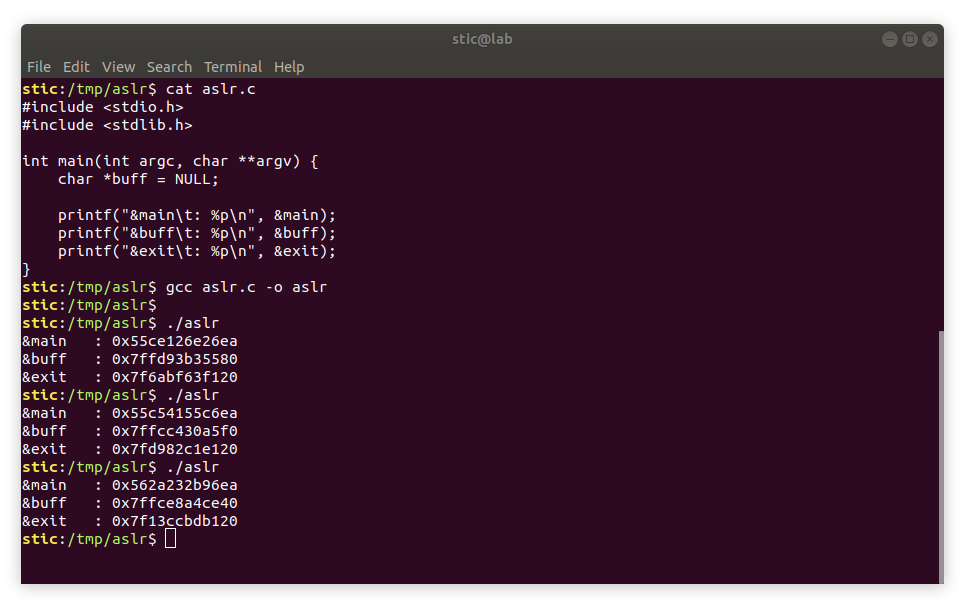 stic@lab
File Edit View Search Terminal Help
stic:/tmp/aslr$ cat aslr.c
#include <stdio.h>
#include <stdlib.h>
int main(int argc, char **argv) {
    char *buff = NULL;
    printf("&main\t: %p\n", &main);
    printf("&buff\t: %p\n", &buff);
    printf("&exit\t: %p\n", &exit);
}
stic:/tmp/aslr$ gcc aslr.c -o aslr
stic:/tmp/aslr$
stic:/tmp/aslr$ ./aslr
&main   : 0x55ce126e26ea
&buff   : 0x7ffd93b35580
&exit   : 0x7f6abf63f120
stic:/tmp/aslr$ ./aslr
&main   : 0x55c54155c6ea
&buff   : 0x7ffcc430a5f0
&exit   : 0x7fd982c1e120
stic:/tmp/aslr$ ./aslr
&main   : 0x562a232b96ea
&buff   : 0x7ffce8a4ce40
&exit   : 0x7f13ccbdb120
stic:/tmp/aslr$